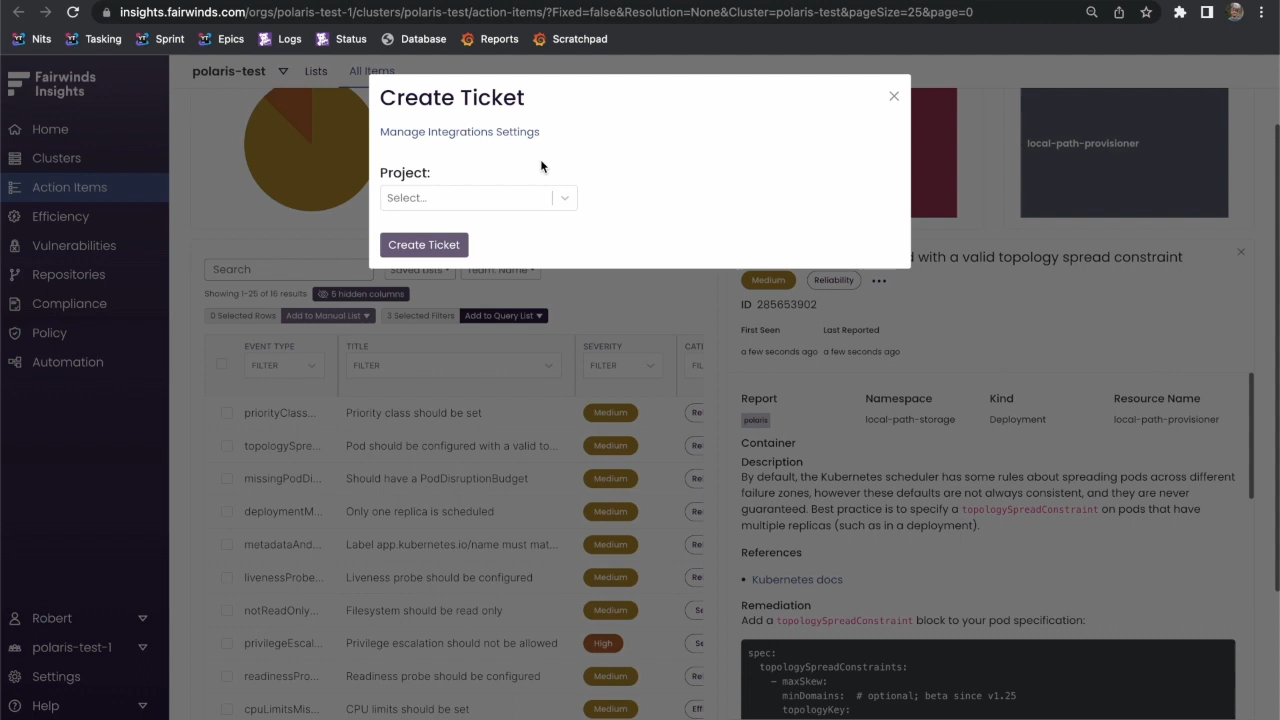 insights.fairwinds.com/orgs/polaris-test-1/clusters/polaris-test/action-items/?Fixed=false&Resolution=None&Cluster=polaris-test&pageSize=25&page=0
Nits Tasking Sprint Epics Logs Status Database Reports Scratchpad
Fairwinds Insights
Home
Clusters
Action Items
Efficiency
Vulnerabilities
Repositories
Compliance
Policy
Automation
Robert
polaris-test-1
Settings
Help
polaris-test Lists All Items
Create Ticket
Manage Integrations Settings
Project:
Select...
Create Ticket
local-path-provisioner
Search Saved Lists Team: Name
Showing 1-25 of 16 results 5 hidden columns
0 Selected Rows Add to Manual List 3 Selected Filters Add to Query List
EVENT TYPE TITLE SEVERITY CATE
FILTER FILTER FILTER FIL
priorityClass... Priority class should be set Medium Re
topologySpre... Pod should be configured with a valid to... Medium Re
missingPodDi... Should have a PodDisruptionBudget Medium Re
deploymentM... Only one replica is scheduled Medium Re
metadataAnd... Label app.kubernetes.io/name must mat... Medium Re
livenessProbe... Liveness probe should be configured Medium Re
notReadOnly... Filesystem should be read only Medium Se
privilegeEscal... Privilege escalation should not be allowed High Se
readinessPro... Readiness probe should be configured Medium Re
cpuLimitsMis... CPU limits should be set Medium Eff
d with a valid topology spread constraint
Medium Reliability
ID 285653902
First Seen Last Reported
a few seconds ago a few seconds ago
Report Namespace Kind Resource Name
polaris local-path-storage Deployment local-path-provisioner
Container
Description
By default, the Kubernetes scheduler has some rules about spreading pods across different
failure zones, however these defaults are not always consistent, and they are never
guaranteed. Best practice is to specify a topologySpreadConstraint on pods that have
multiple replicas (such as in a deployment).
References
• Kubernetes docs
Remediation
Add a topologySpreadConstraint block to your pod specification:
spec:
topologySpreadConstraints:
- maxSkew:
minDomains: # optional; beta since v1.25
topologyKey: